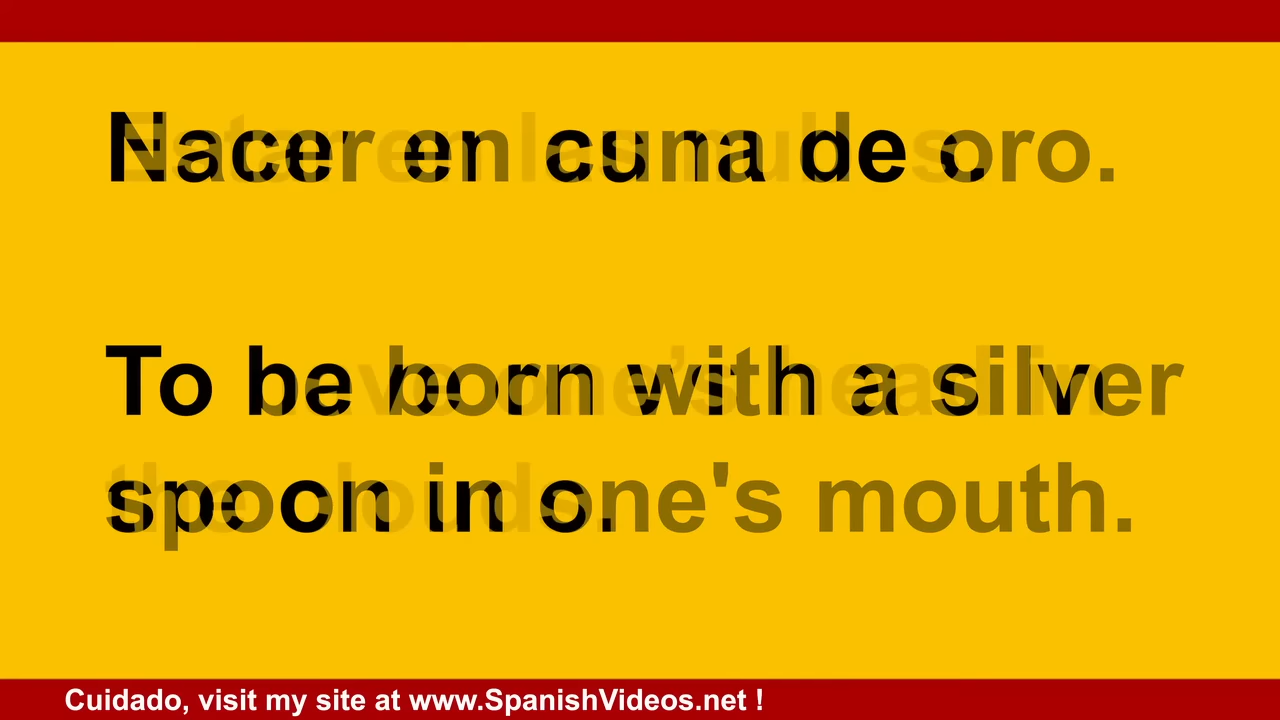 Nacer en cuna de oro.
To be born with a silver
spoon in one's mouth.
Cuidado, visit my site at www.SpanishVideos.net !